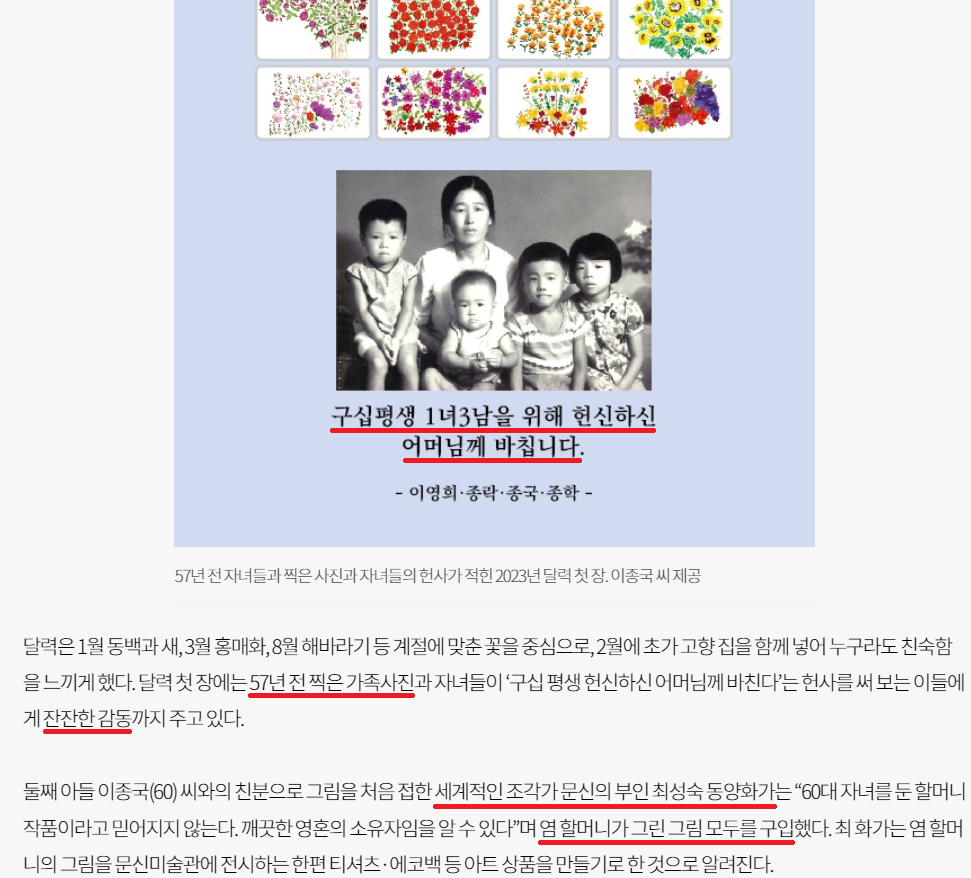 구십평생 1녀3남을 위해 헌신하신
어머님께 바칩니다.
- 이영희·종락·종국·종학 -
57년 전 자녀들과 찍은 사진과 자녀들의 헌사가 적힌 2023년 달력 첫 장. 이종국 씨 제공
달력은 1월 동백과 새, 3월 홍매화, 8월 해바라기 등 계절에 맞춘 꽃을 중심으로, 2월에 초가 고향 집을 함께 넣어 누구라도 친숙함
을 느끼게 했다. 달력 첫 장에는 57년 전 찍은 가족사진과 자녀들이 ‘구십 평생 헌신하신 어머님께 바친다’는 헌사를 써 보는 이들에
게 잔잔한 감동까지 주고 있다.
둘째 아들 이종국(60) 씨와의 친분으로 그림을 처음 접한 세계적인 조각가 문신의 부인 최성숙 동양화가는 “60대 자녀를 둔 할머니
작품이라고 믿어지지 않는다. 깨끗한 영혼의 소유자임을 알 수 있다”며 염 할머니가 그린 그림 모두를 구입했다. 최 화가는 염 할머
니의 그림을 문신미술관에 전시하는 한편 티셔츠·에코백 등 아트 상품을 만들기로 한 것으로 알려진다.